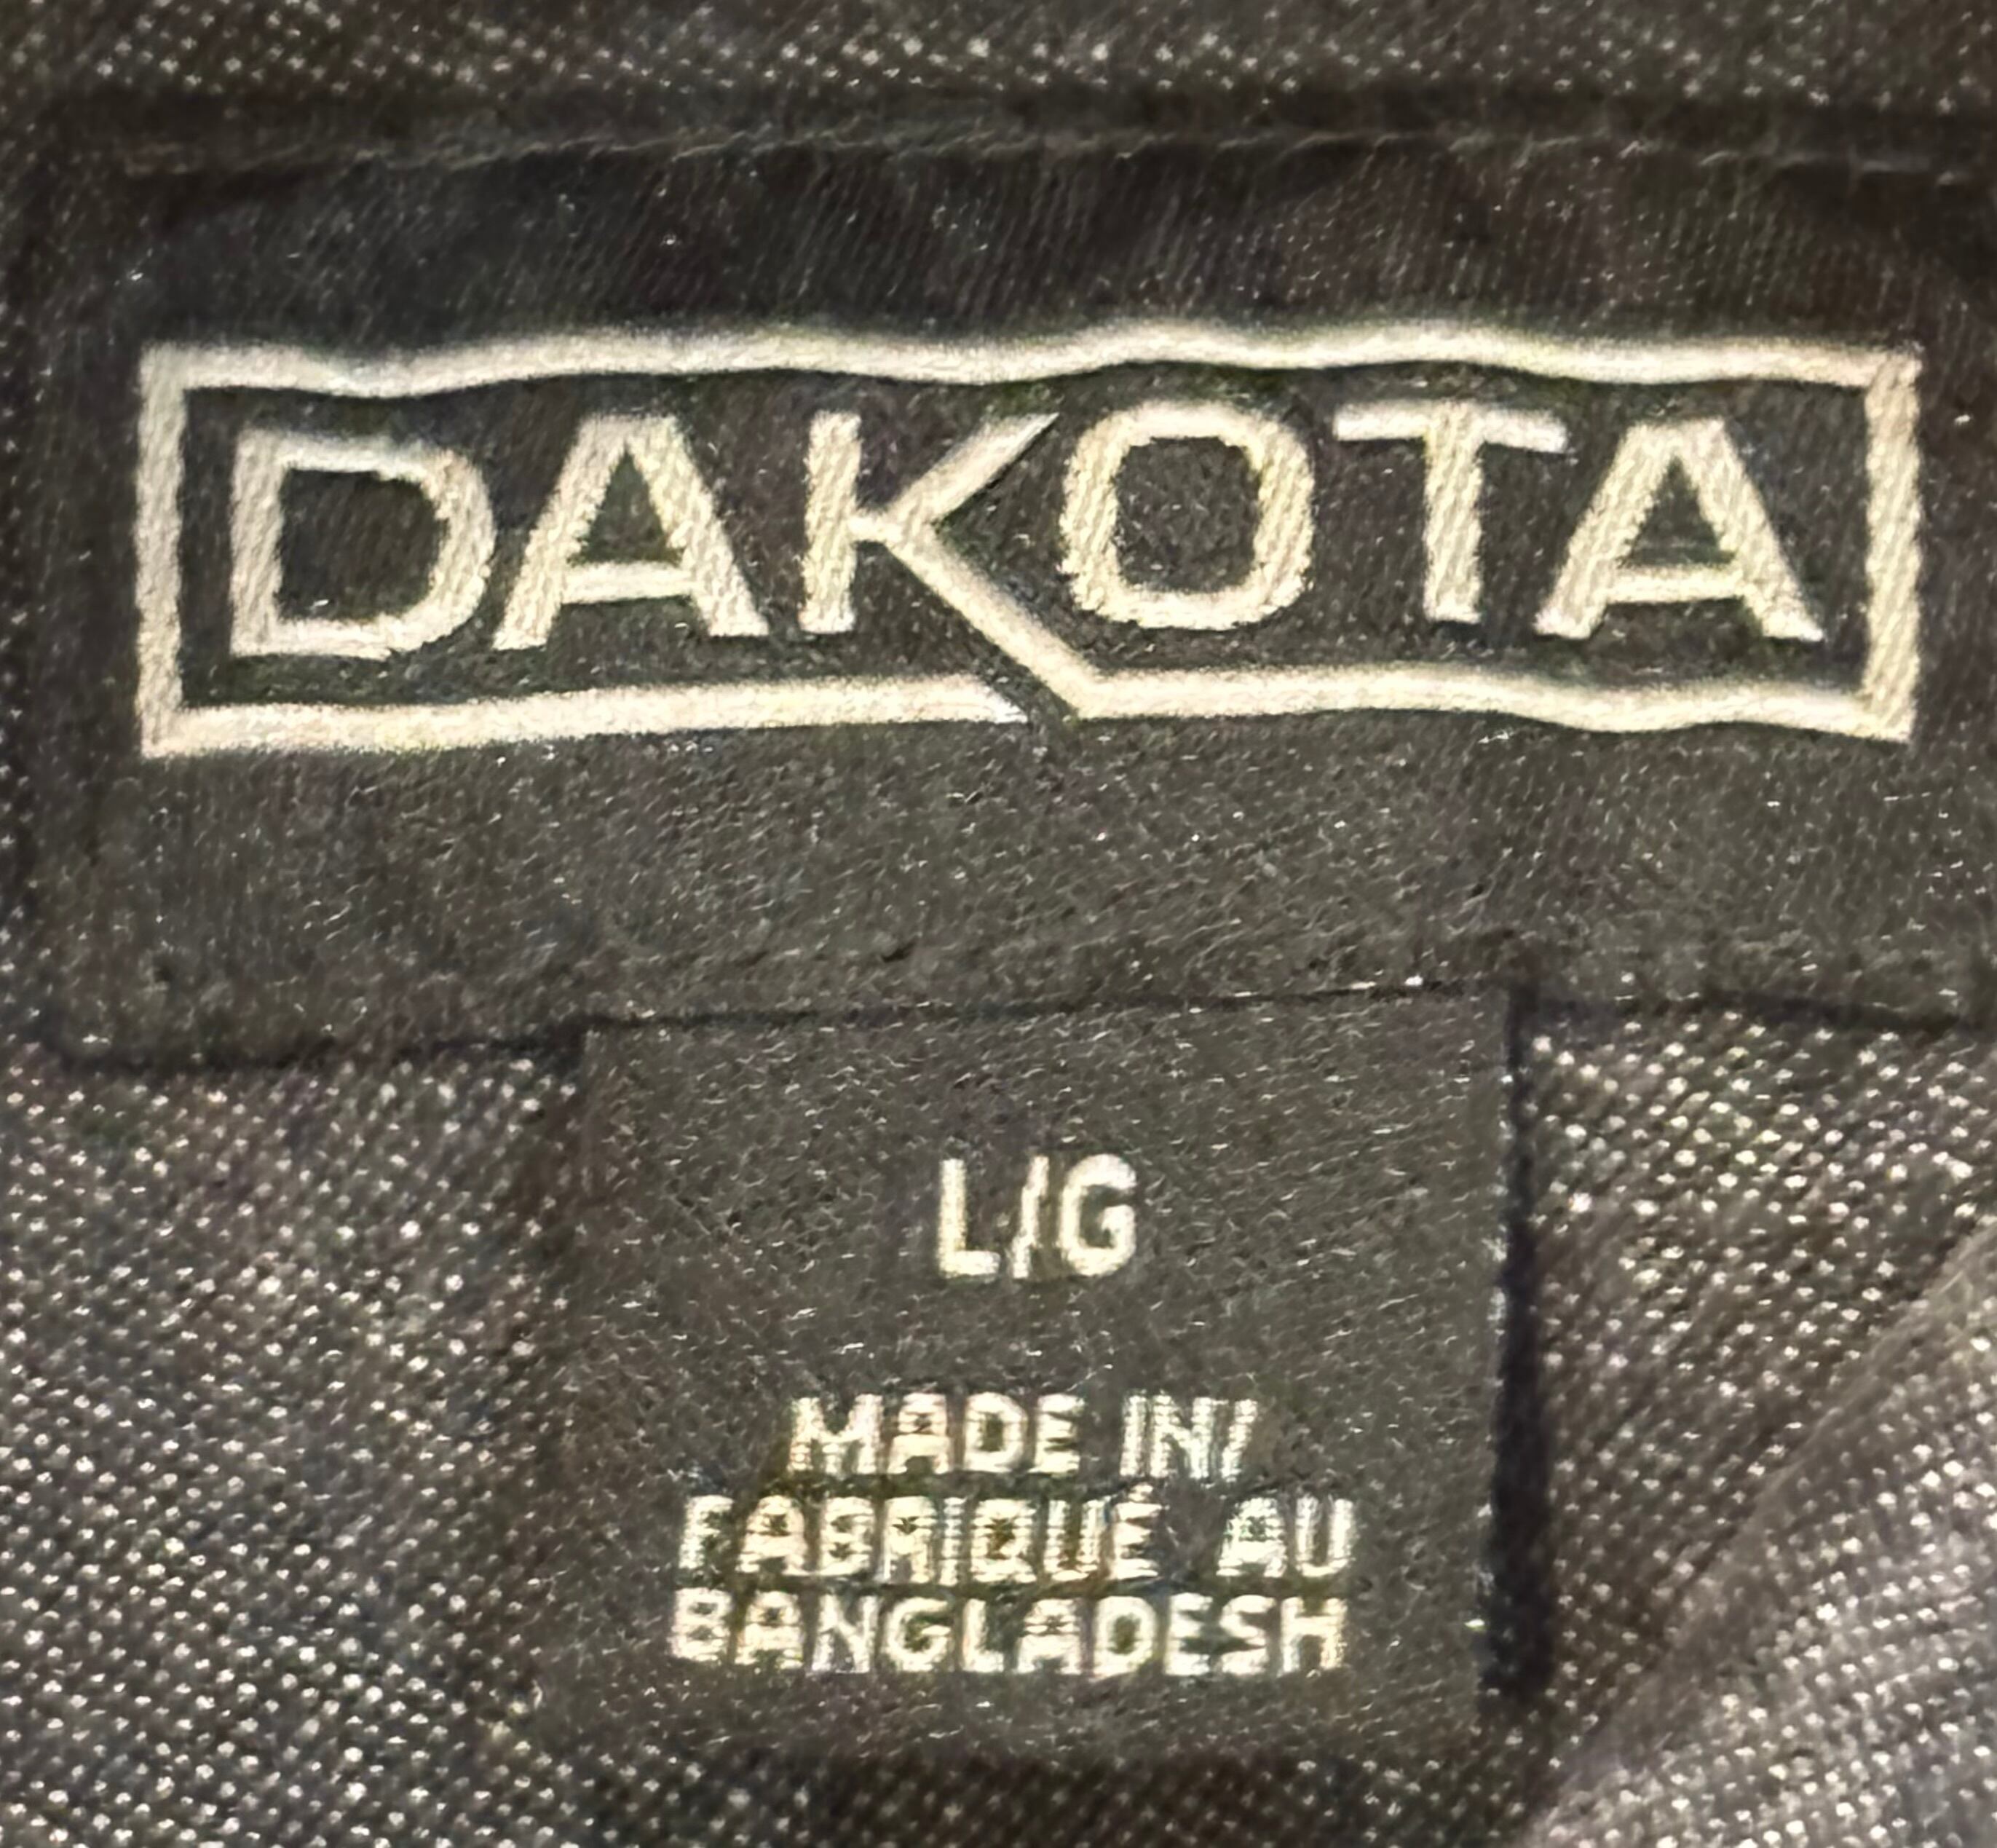 DAKOTA
L/G
MADE IN/
FABRIQUÉ AU
BANGLADESH